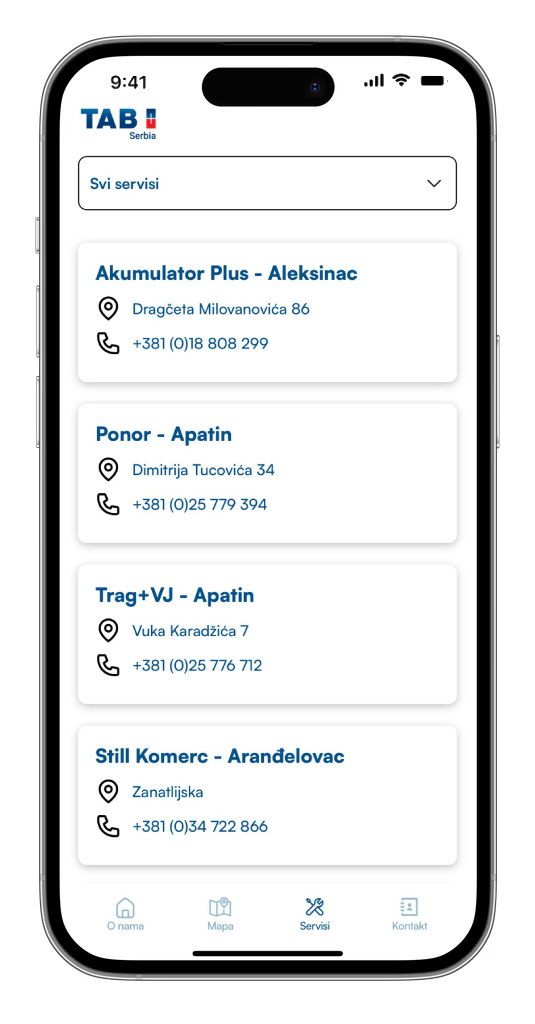 9:41
TAB
Serbia
Svi servisi
Akumulator Plus - Aleksinac
Dragčeta Milovanovića 86
+381 (0)18 808 299
Ponor - Apatin
Dimitrija Tucovića 34
+381 (0)25 779 394
Trag+VJ - Apatin
Vuka Karadžića 7
+381 (0)25 776 712
Still Komerc - Aranđelovac
Zanatlijska
+381 (0)34 722 866
O nama
Mapa
Servisi
Kontakt